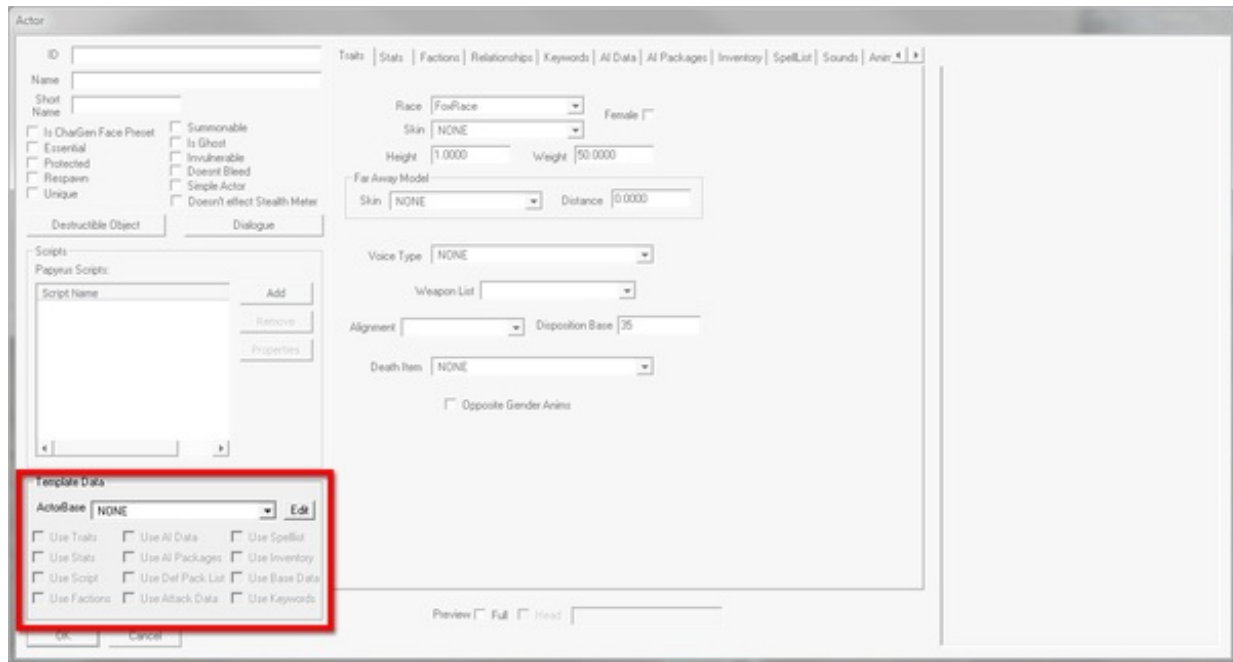 Actor
ID
Name
Short Name
Is CharGen Face Preset
Essential
Protected
Respawn
Unique
Summonable
Is Ghost
Invulnerable
Doesnt Bleed
Simple Actor
Doesn't effect Stealth Meter
Destructible Object
Dialogue
Scripts
Papyrus Scripts:
Script Name
Add
Remove
Properties
Template Data
ActorBase NONE Edit
Use Traits Use AI Data Use Spelllist
Use Stats Use AI Packages Use Inventory
Use Script Use Def Pack List Use Base Data
Use Factions Use Attack Data Use Keywords
OK Cancel
Traits Stats Factions Relationships Keywords AI Data AI Packages Inventory SpellList Sounds Anim
Race FoxRace Female
Skin NONE
Height 1.0000 Weight 50.0000
Far Away Model
Skin NONE Distance 0.0000
Voice Type NONE
Weapon List
Alignment Disposition Base 35
Death Item NONE
Opposite Gender Anims
Preview Full Head